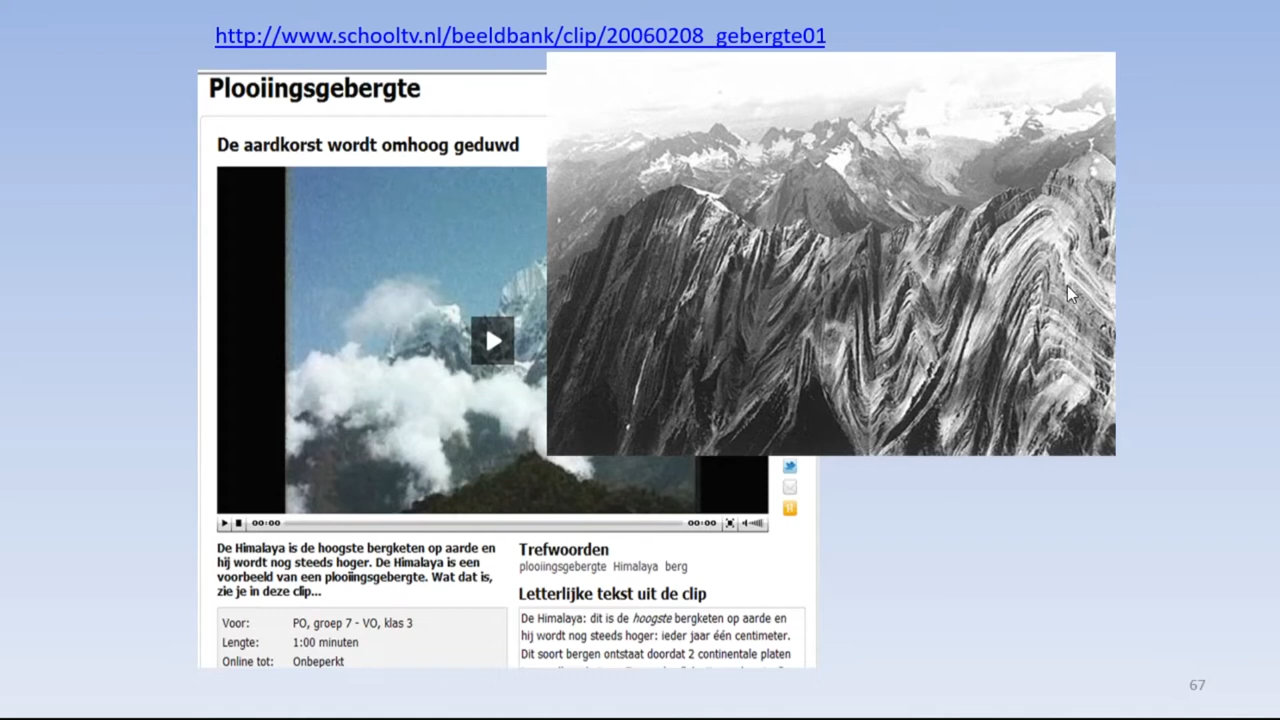 http://www.schooltv.nl/beeldbank/clip/20060208_gebergte01
Plooiingsgebergte
De aardkorst wordt omhoog geduwd
00:00 00:00
De Himalaya is de hoogste bergketen op aarde en
hij wordt nog steeds hoger. De Himalaya is een
voorbeeld van een plooiingsgebergte. Wat dat is,
zie je in deze clip...
Voor: PO, groep 7 - VO, klas 3
Lengte: 1:00 minuten
Online tot: Onbeperkt
Trefwoorden
plooiingsgebergte Himalaya berg
Letterlijke tekst uit de clip
De Himalaya: dit is de hoogste bergketen op aarde en
hij wordt nog steeds hoger: ieder jaar één centimeter.
Dit soort bergen ontstaat doordat 2 continentale platen
67